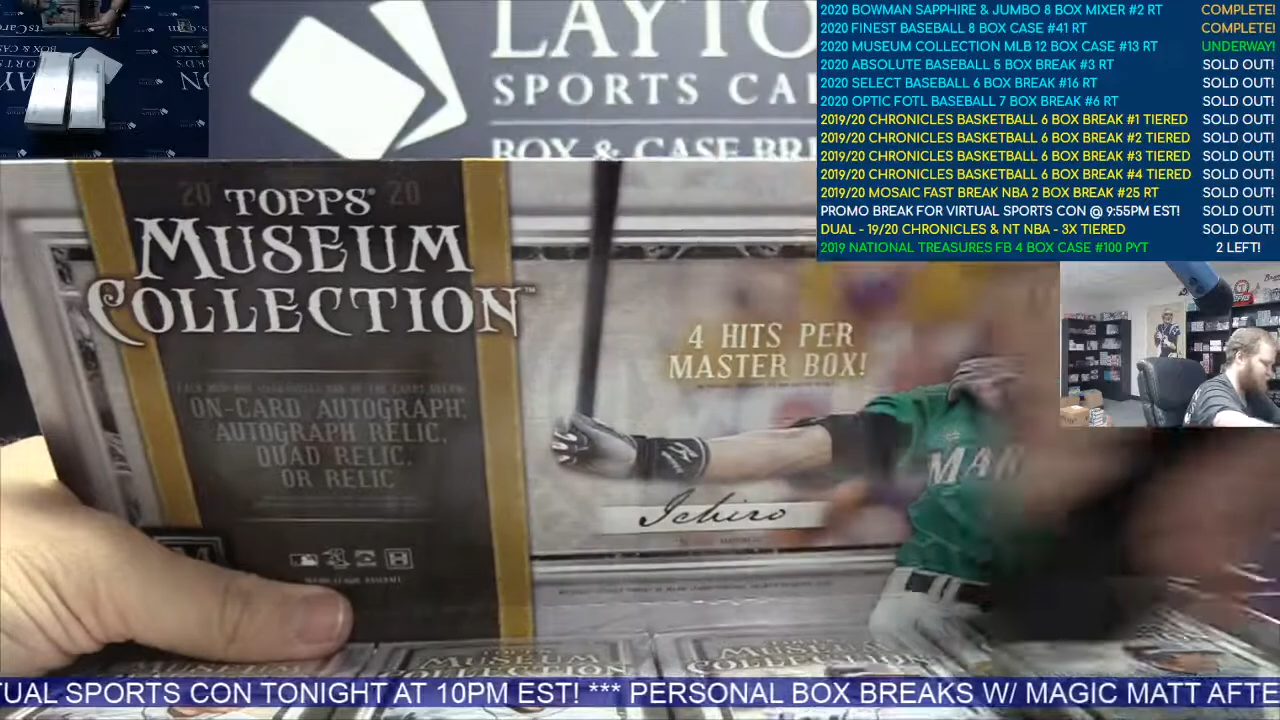 LAYTO
SPORTS CA
BOX & CASE BR
2020 BOWMAN SAPPHIRE & JUMBO 8 BOX MIXER #2 RT COMPLETE!
2020 FINEST BASEBALL 8 BOX CASE #41 RT COMPLETE!
2020 MUSEUM COLLECTION MLB 12 BOX CASE #13 RT UNDERWAY!
2020 ABSOLUTE BASEBALL 5 BOX BREAK #3 RT SOLD OUT!
2020 SELECT BASEBALL 6 BOX BREAK #16 RT SOLD OUT!
2020 OPTIC FOTL BASEBALL 7 BOX BREAK #6 RT SOLD OUT!
2019/20 CHRONICLES BASKETBALL 6 BOX BREAK #1 TIERED SOLD OUT!
2019/20 CHRONICLES BASKETBALL 6 BOX BREAK #2 TIERED SOLD OUT!
2019/20 CHRONICLES BASKETBALL 6 BOX BREAK #3 TIERED SOLD OUT!
2019/20 CHRONICLES BASKETBALL 6 BOX BREAK #4 TIERED SOLD OUT!
2019/20 MOSAIC FAST BREAK NBA 2 BOX BREAK #25 RT SOLD OUT!
PROMO BREAK FOR VIRTUAL SPORTS CON @ 9:55PM EST! SOLD OUT!
DUAL - 19/20 CHRONICLES & NT NBA - 3X TIERED SOLD OUT!
2019 NATIONAL TREASURES FB 4 BOX CASE #100 PYT 2 LEFT!
20 TOPPS® 20
MUSEUM
COLLECTION™
ON-CARD AUTOGRAPH,
AUTOGRAPH RELIC,
QUAD RELIC,
OR RELIC
4 HITS PER
MASTER BOX!
MAR
Ichiro
MUSEUM
COLLECTION
TUAL SPORTS CON TONIGHT AT 10PM EST! *** PERSONAL BOX BREAKS W/ MAGIC MATT AFTE